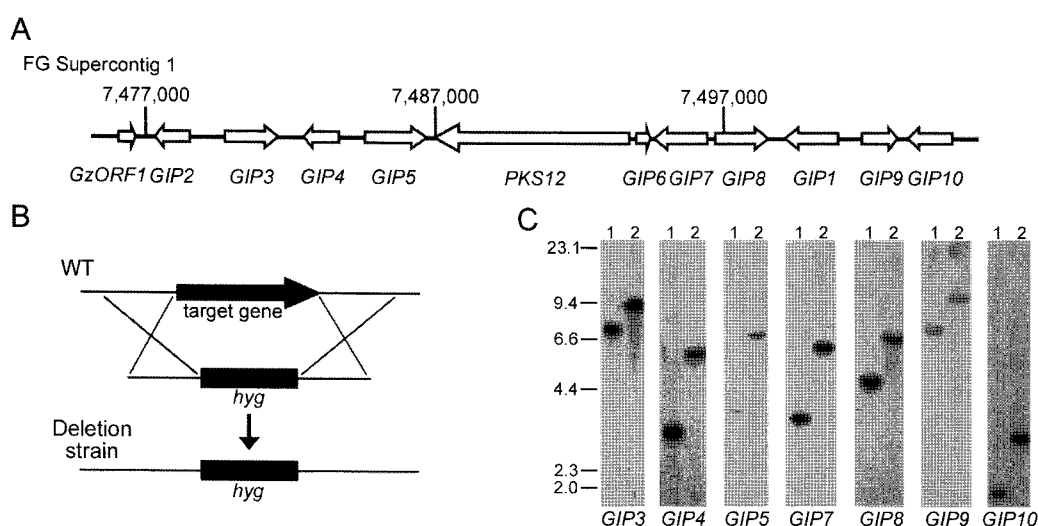 A
FG Supercontig 1
7,477,000 7,487,000 7,497,000
GzORF1 GIP2 GIP3 GIP4 GIP5 PKS12 GIP6 GIP7 GIP8 GIP1 GIP9 GIP10
B
WT
target gene
hyg
Deletion
strain
hyg
C
1 2 1 2 1 2 1 2 1 2 1 2 1 2
23.1
9.4
6.6
4.4
2.3
2.0
GIP3 GIP4 GIP5 GIP7 GIP8 GIP9 GIP10